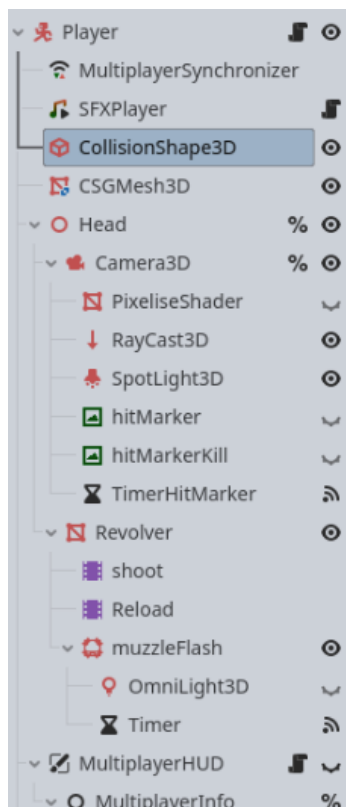 Player
MultiplayerSynchronizer
SFXPlayer
CollisionShape3D
CSGMesh3D
Head %
Camera3D %
PixeliseShader
RayCast3D
SpotLight3D
hitMarker
hitMarkerKill
TimerHitMarker
Revolver
shoot
Reload
muzzleFlash
OmniLight3D
Timer
MultiplayerHUD
MultiplayerInfo %